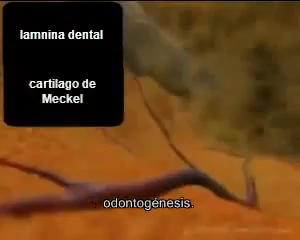 lamnina dental
cartilago de
Meckel
odontogénesis.